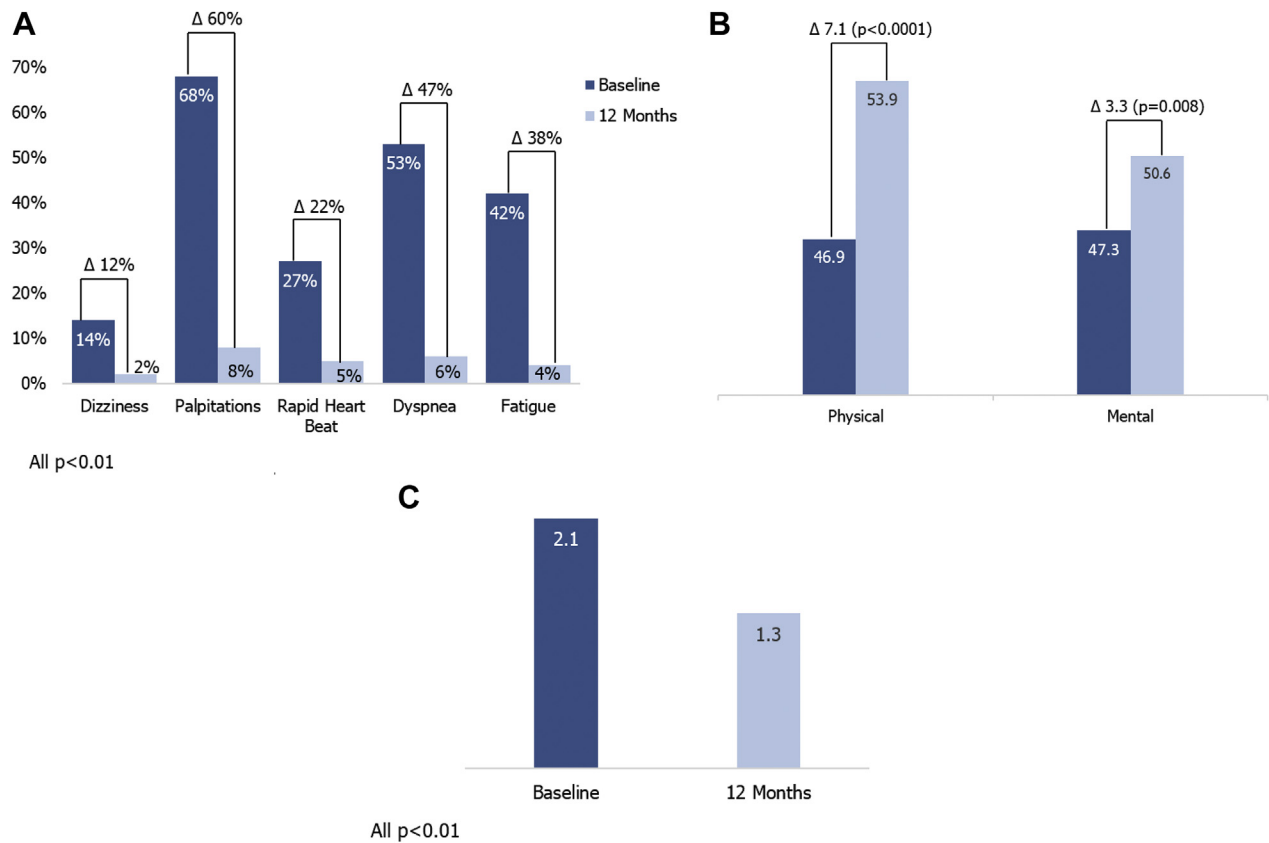 A
Δ 60%
70%
60%
50%
40%
30%
20%
10%
0%
Δ 12%
14%
2%
68%
8%
Δ 22%
27%
5%
Δ 47%
53%
6%
Δ 38%
42%
4%
Dizziness
Palpitations
Rapid Heart
Beat
Dyspnea
Fatigue
Baseline
12 Months
All p<0.01
B
Δ 7.1 (p<0.0001)
46.9
53.9
Δ 3.3 (p=0.008)
47.3
50.6
Physical
Mental
C
2.1
1.3
Baseline
12 Months
All p<0.01